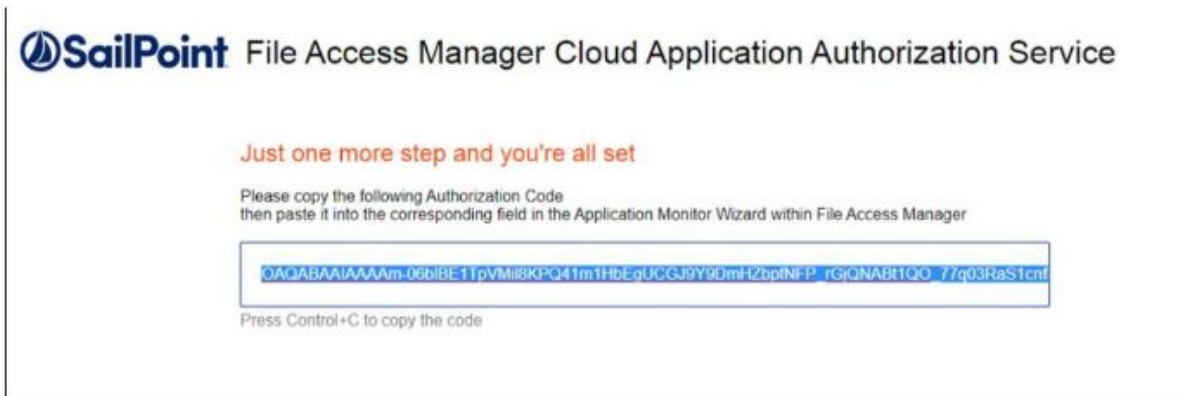 SailPoint File Access Manager Cloud Application Authorization Service
Just one more step and you're all set
Please copy the following Authorization Code
then paste it into the corresponding field in the Application Monitor Wizard within File Access Manager
Press Control+C to copy the code